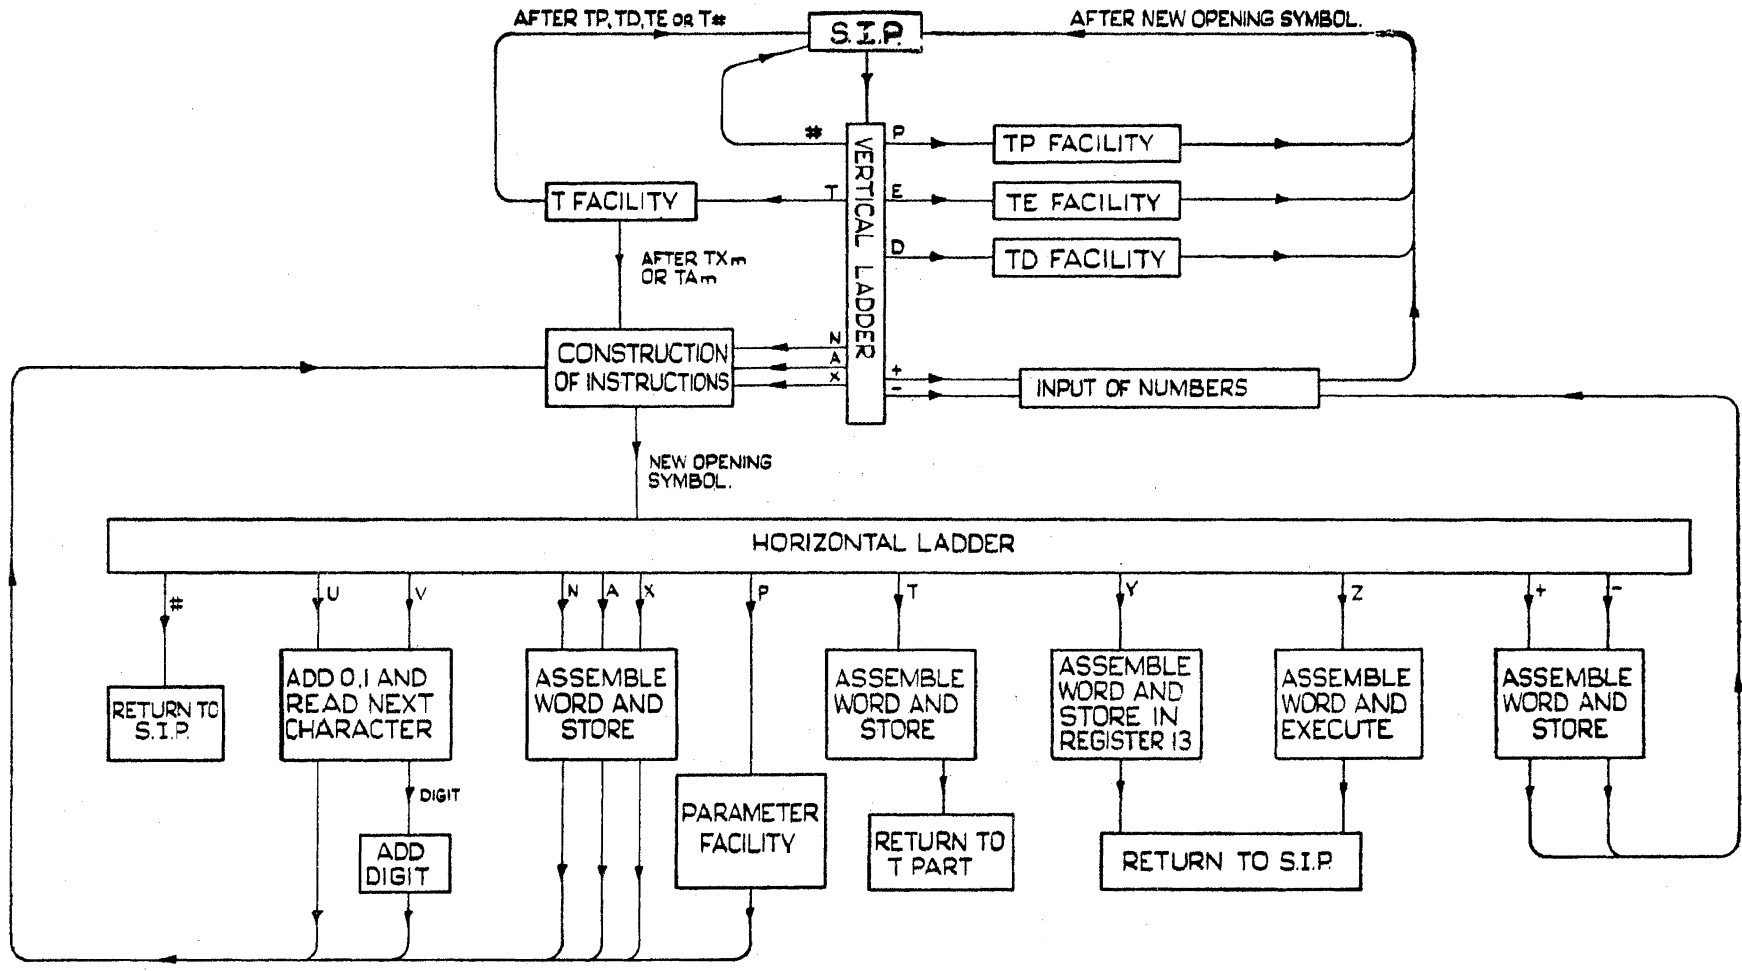 AFTER TP, TD, TE OR T#
S.I.P.
AFTER NEW OPENING SYMBOL.
#
P
TP FACILITY
VERTICAL LADDER
T FACILITY
T
E
TE FACILITY
D
TD FACILITY
AFTER TXm
OR TAm
N
A
X
CONSTRUCTION
OF INSTRUCTIONS
+
-
INPUT OF NUMBERS
NEW OPENING
SYMBOL.
HORIZONTAL LADDER
#
U
V
N
A
X
P
T
Y
Z
+
-
RETURN TO
S.I.P.
ADD 0,1 AND
READ NEXT
CHARACTER
ASSEMBLE
WORD AND
STORE
ASSEMBLE
WORD AND
STORE
ASSEMBLE
WORD AND
STORE IN
REGISTER 13
ASSEMBLE
WORD AND
EXECUTE
ASSEMBLE
WORD AND
STORE
DIGIT
ADD
DIGIT
PARAMETER
FACILITY
RETURN TO
T PART
RETURN TO S.I.P.